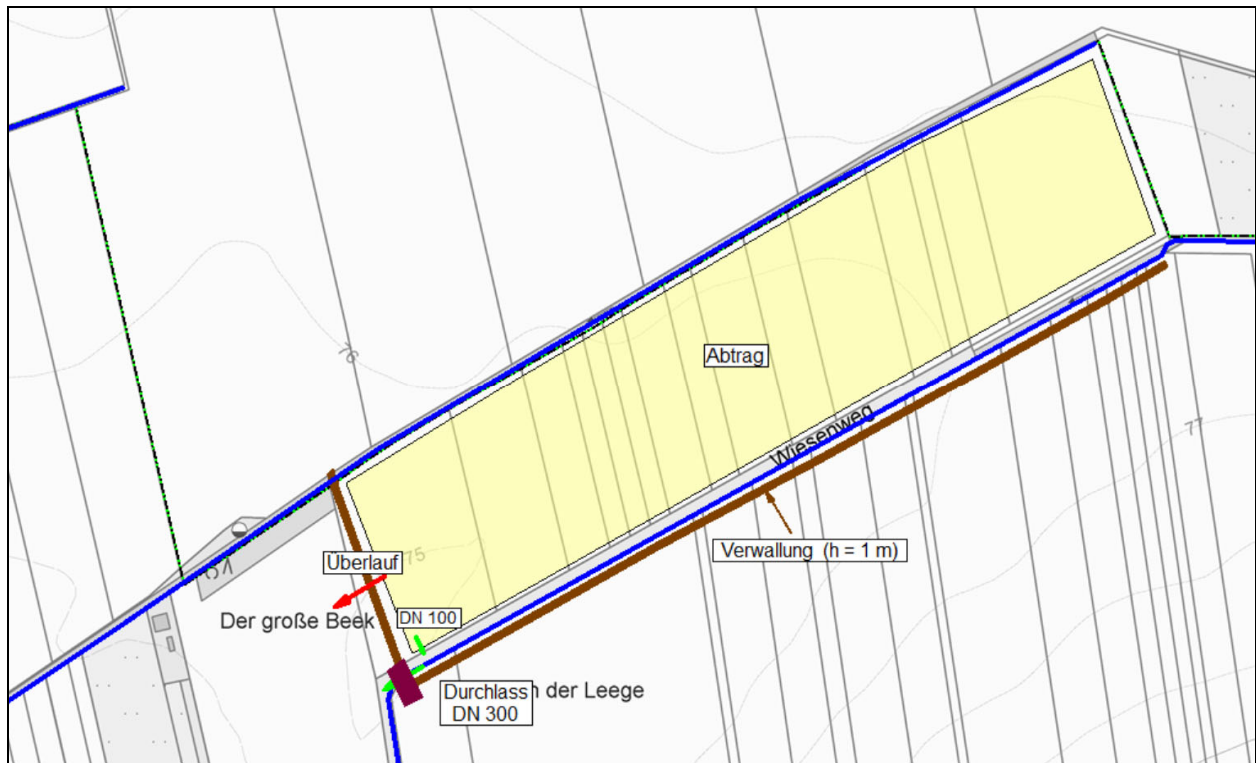 76
Abtrag
Wiesenweg
77
Verwallung (h = 1 m)
Überlauf
75
Der große Beek
DN 100
Durchlass
DN 300
n der Leege